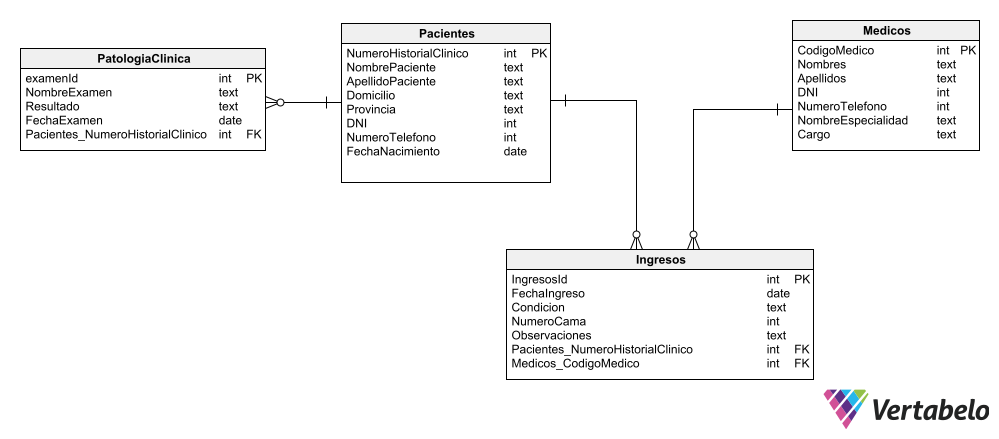 PatologiaClinica
examenId int PK
NombreExamen text
Resultado text
FechaExamen date
Pacientes_NumeroHistorialClinico int FK
Pacientes
NumeroHistorialClinico int PK
NombrePaciente text
ApellidoPaciente text
Domicilio text
Provincia text
DNI int
NumeroTelefono int
FechaNacimiento date
Medicos
CodigoMedico int PK
Nombres text
Apellidos text
DNI int
NumeroTelefono int
NombreEspecialidad text
Cargo text
Ingresos
IngresosId int PK
FechaIngreso date
Condicion text
NumeroCama int
Observaciones text
Pacientes_NumeroHistorialClinico int FK
Medicos_CodigoMedico int FK
Vertabelo